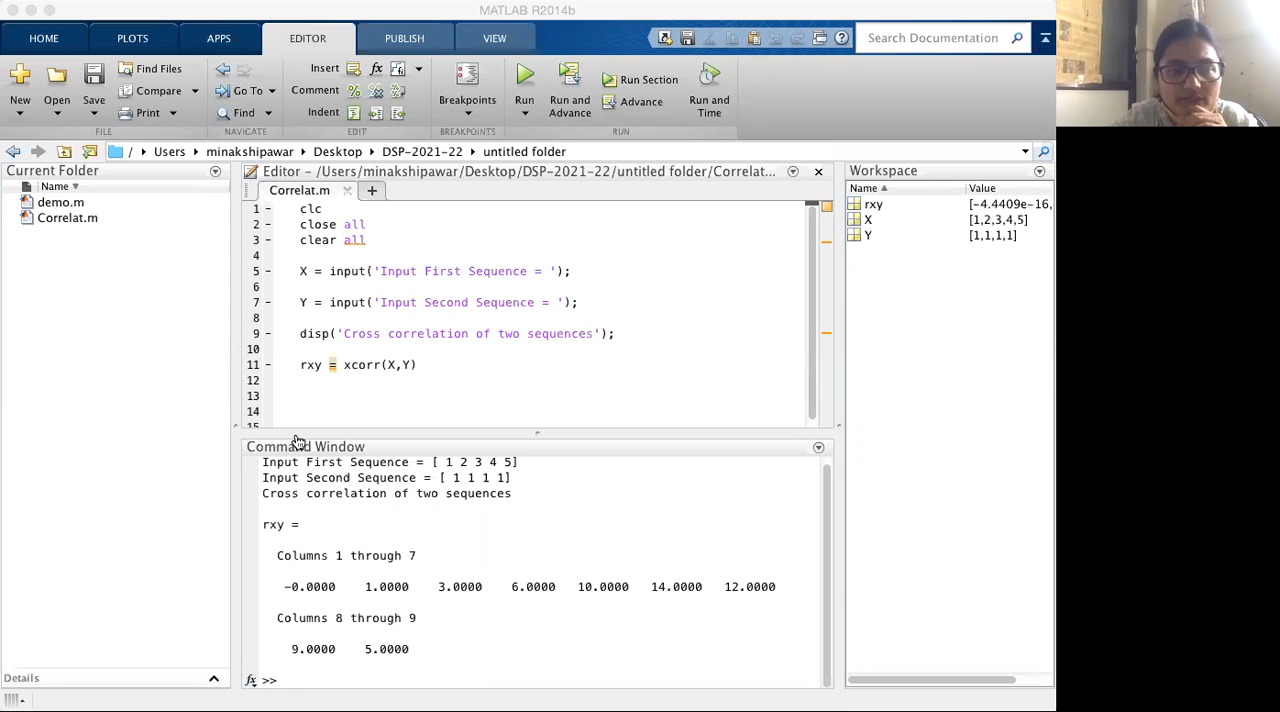 MATLAB R2014b
HOME PLOTS APPS EDITOR PUBLISH VIEW Search Documentation
New Open Save Find Files Compare Print
Go To Find
Insert fx Comment % Indent
Breakpoints Run Run and Advance Run Section Advance Run and Time
FILE NAVIGATE EDIT BREAKPOINTS RUN
/ Users minakshipawar Desktop DSP-2021-22 untitled folder
Current Folder
Name
demo.m
Correlat.m
Details
Editor - /Users/minakshipawar/Desktop/DSP-2021-22/untitled folder/Correlat...
Correlat.m
1 - clc
2 - close all
3 - clear all
4
5 - X = input('Input First Sequence = ');
6
7 - Y = input('Input Second Sequence = ');
8
9 - disp('Cross correlation of two sequences');
10
11 - rxy = xcorr(X,Y)
12
13
14
15
Command Window
Input First Sequence = [ 1 2 3 4 5]
Input Second Sequence = [ 1 1 1 1]
Cross correlation of two sequences
rxy =
Columns 1 through 7
-0.0000 1.0000 3.0000 6.0000 10.0000 14.0000 12.0000
Columns 8 through 9
9.0000 5.0000
fx >>
Workspace
Name Value
rxy [-4.4409e-16,
X [1,2,3,4,5]
Y [1,1,1,1]